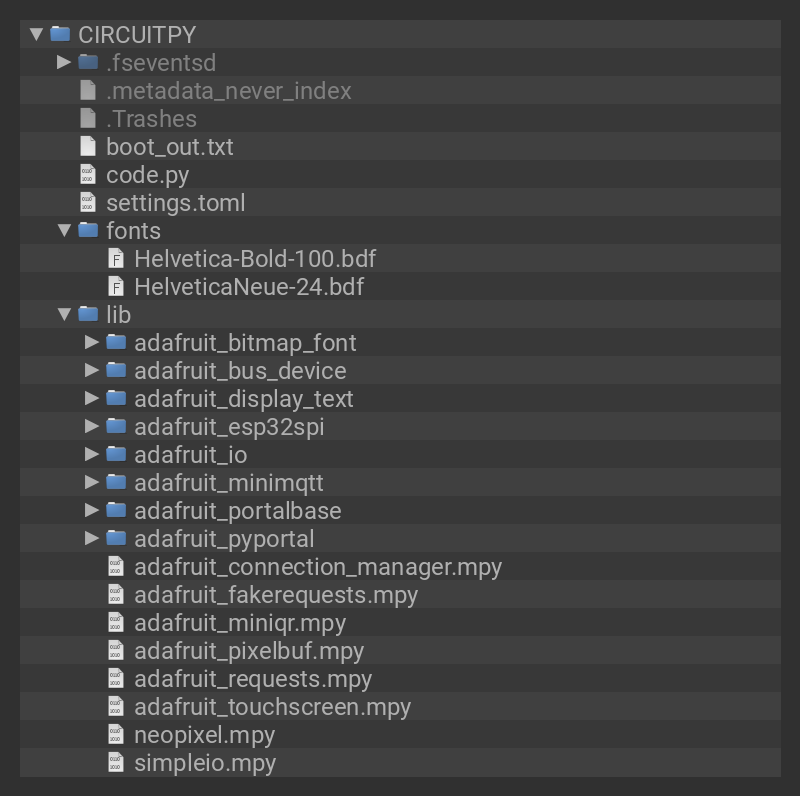 CIRCUITPY
.fseventsd
.metadata_never_index
.Trashes
boot_out.txt
code.py
settings.toml
fonts
Helvetica-Bold-100.bdf
HelveticaNeue-24.bdf
lib
adafruit_bitmap_font
adafruit_bus_device
adafruit_display_text
adafruit_esp32spi
adafruit_io
adafruit_minimqtt
adafruit_portalbase
adafruit_pyportal
adafruit_connection_manager.mpy
adafruit_fakerequests.mpy
adafruit_miniqr.mpy
adafruit_pixelbuf.mpy
adafruit_requests.mpy
adafruit_touchscreen.mpy
neopixel.mpy
simpleio.mpy